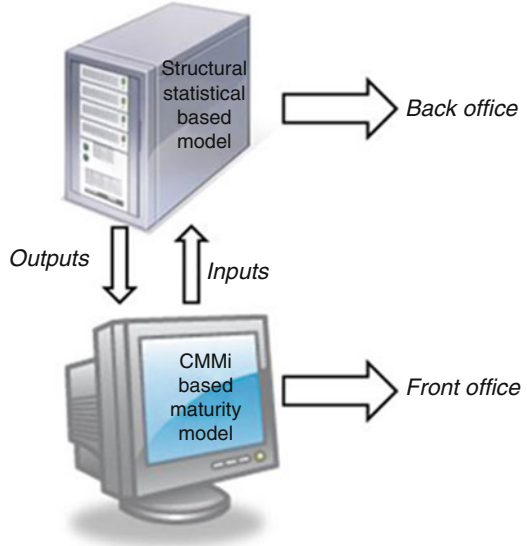 Structural
statistical
based
model
Back office
Outputs
Inputs
CMMi
based
maturity
model
Front office